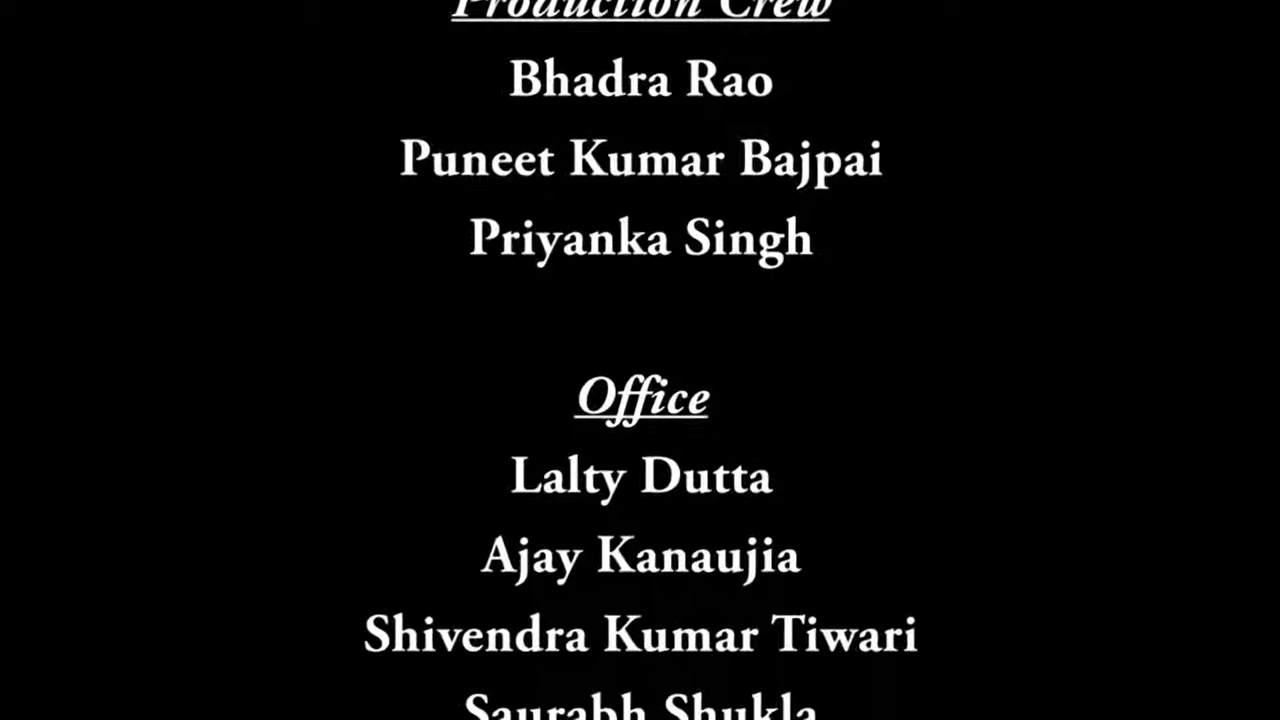 Production Crew
Bhadra Rao
Puneet Kumar Bajpai
Priyanka Singh
Office
Lalty Dutta
Ajay Kanaujia
Shivendra Kumar Tiwari
Saurabh Shukla